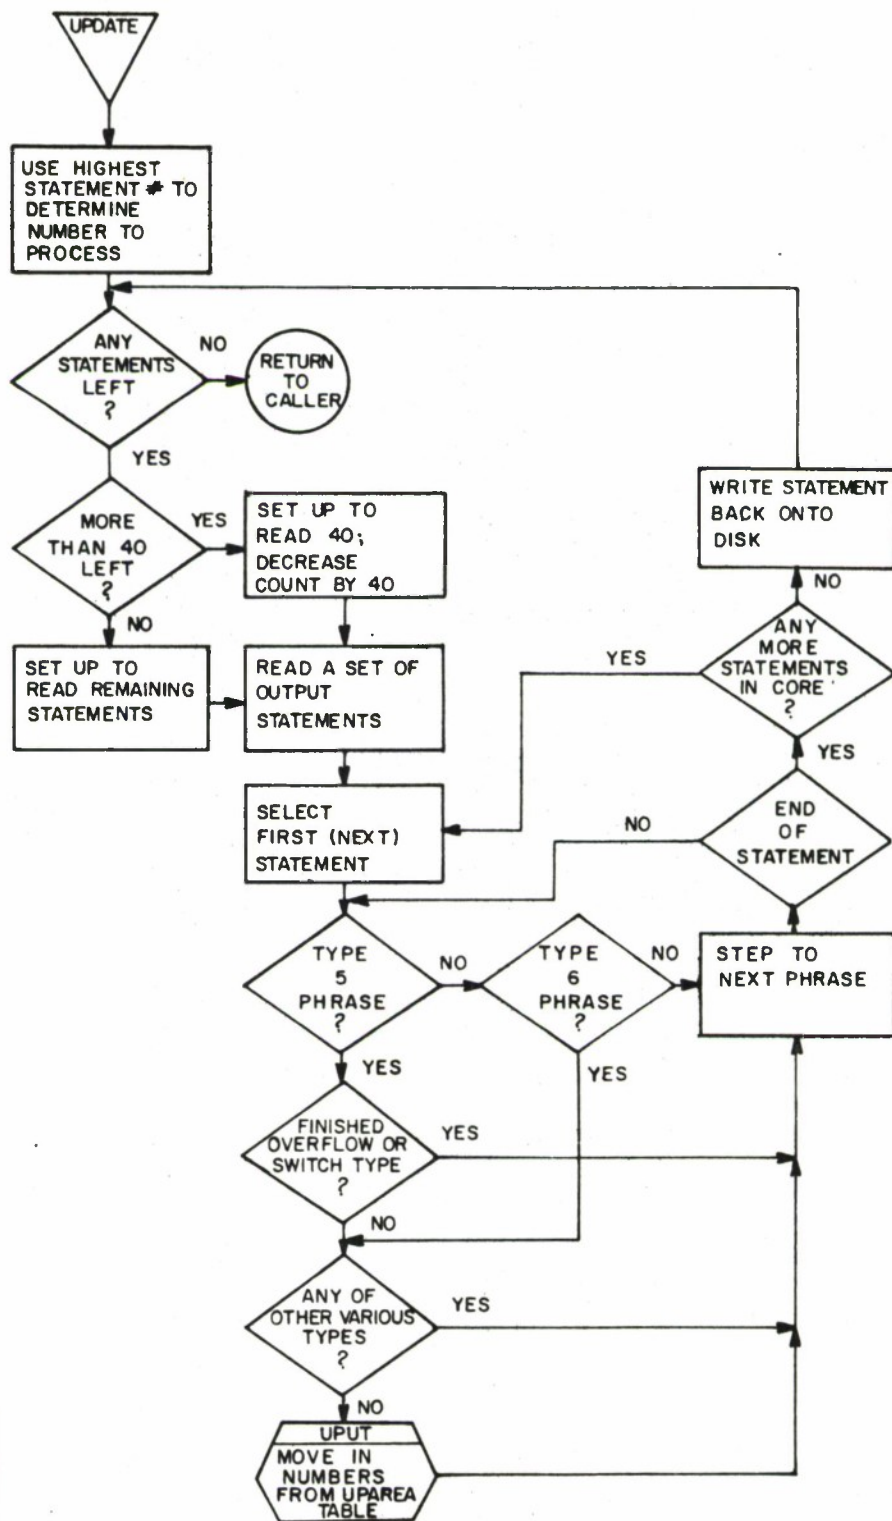 UPDATE
USE HIGHEST
STATEMENT # TO
DETERMINE
NUMBER TO
PROCESS
ANY
STATEMENTS
LEFT
?
NO
RETURN
TO
CALLER
YES
MORE
THAN 40
LEFT
?
YES
SET UP TO
READ 40;
DECREASE
COUNT BY 40
NO
SET UP TO
READ REMAINING
STATEMENTS
READ A SET OF
OUTPUT
STATEMENTS
SELECT
FIRST (NEXT)
STATEMENT
WRITE STATEMENT
BACK ONTO
DISK
NO
ANY
MORE
STATEMENTS
IN CORE
?
YES
YES
END
OF
STATEMENT
NO
TYPE
5
PHRASE
?
NO
TYPE
6
PHRASE
?
NO
STEP TO
NEXT PHRASE
YES
YES
FINISHED
OVERFLOW OR
SWITCH TYPE
?
YES
NO
ANY OF
OTHER VARIOUS
TYPES
?
YES
NO
UPUT
MOVE IN
NUMBERS
FROM UPAREA
TABLE